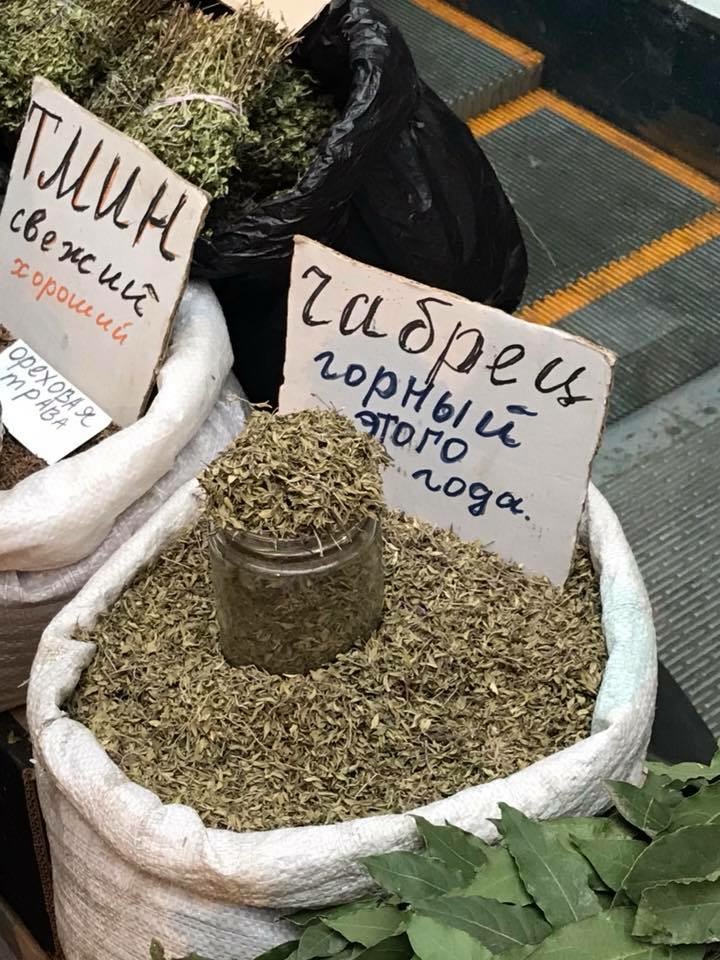 ТМИН
свежий
хороший
ореховая
трава
чабрец
горный
этого
года.